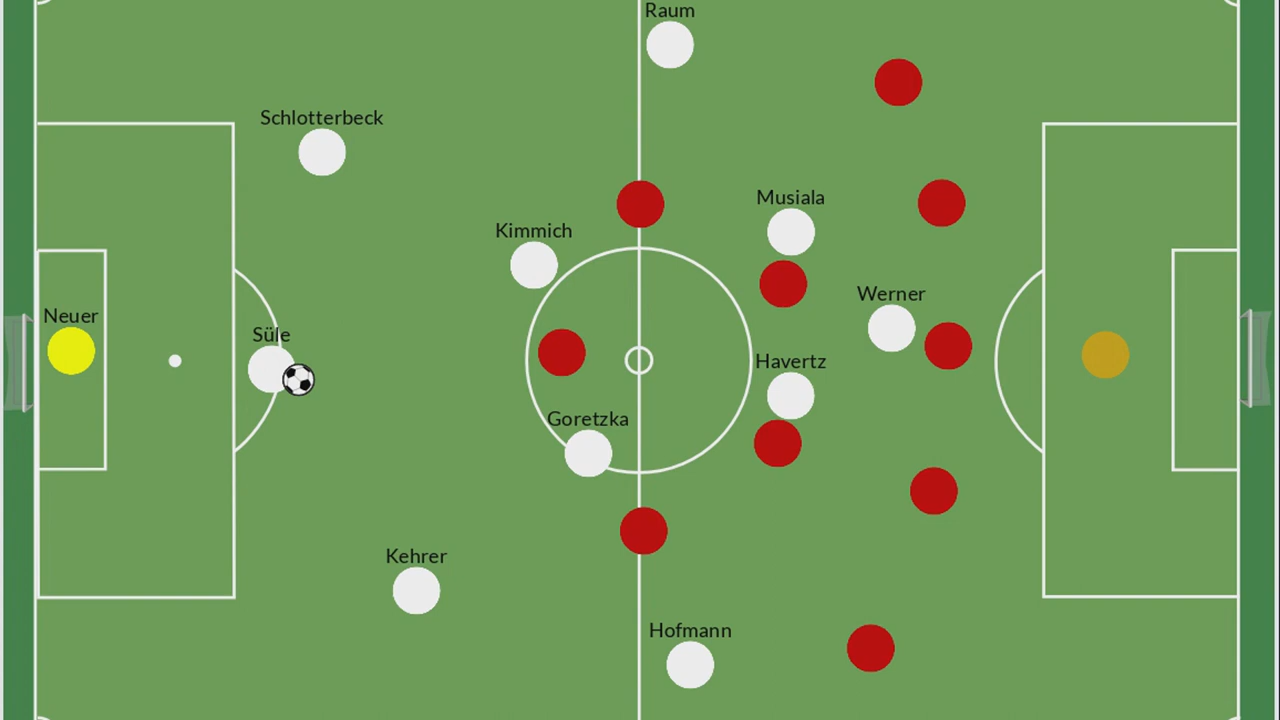 Raum
Schlotterbeck
Musiala
Kimmich
Werner
Neuer
Süle
Havertz
Goretzka
Kehrer
Hofmann